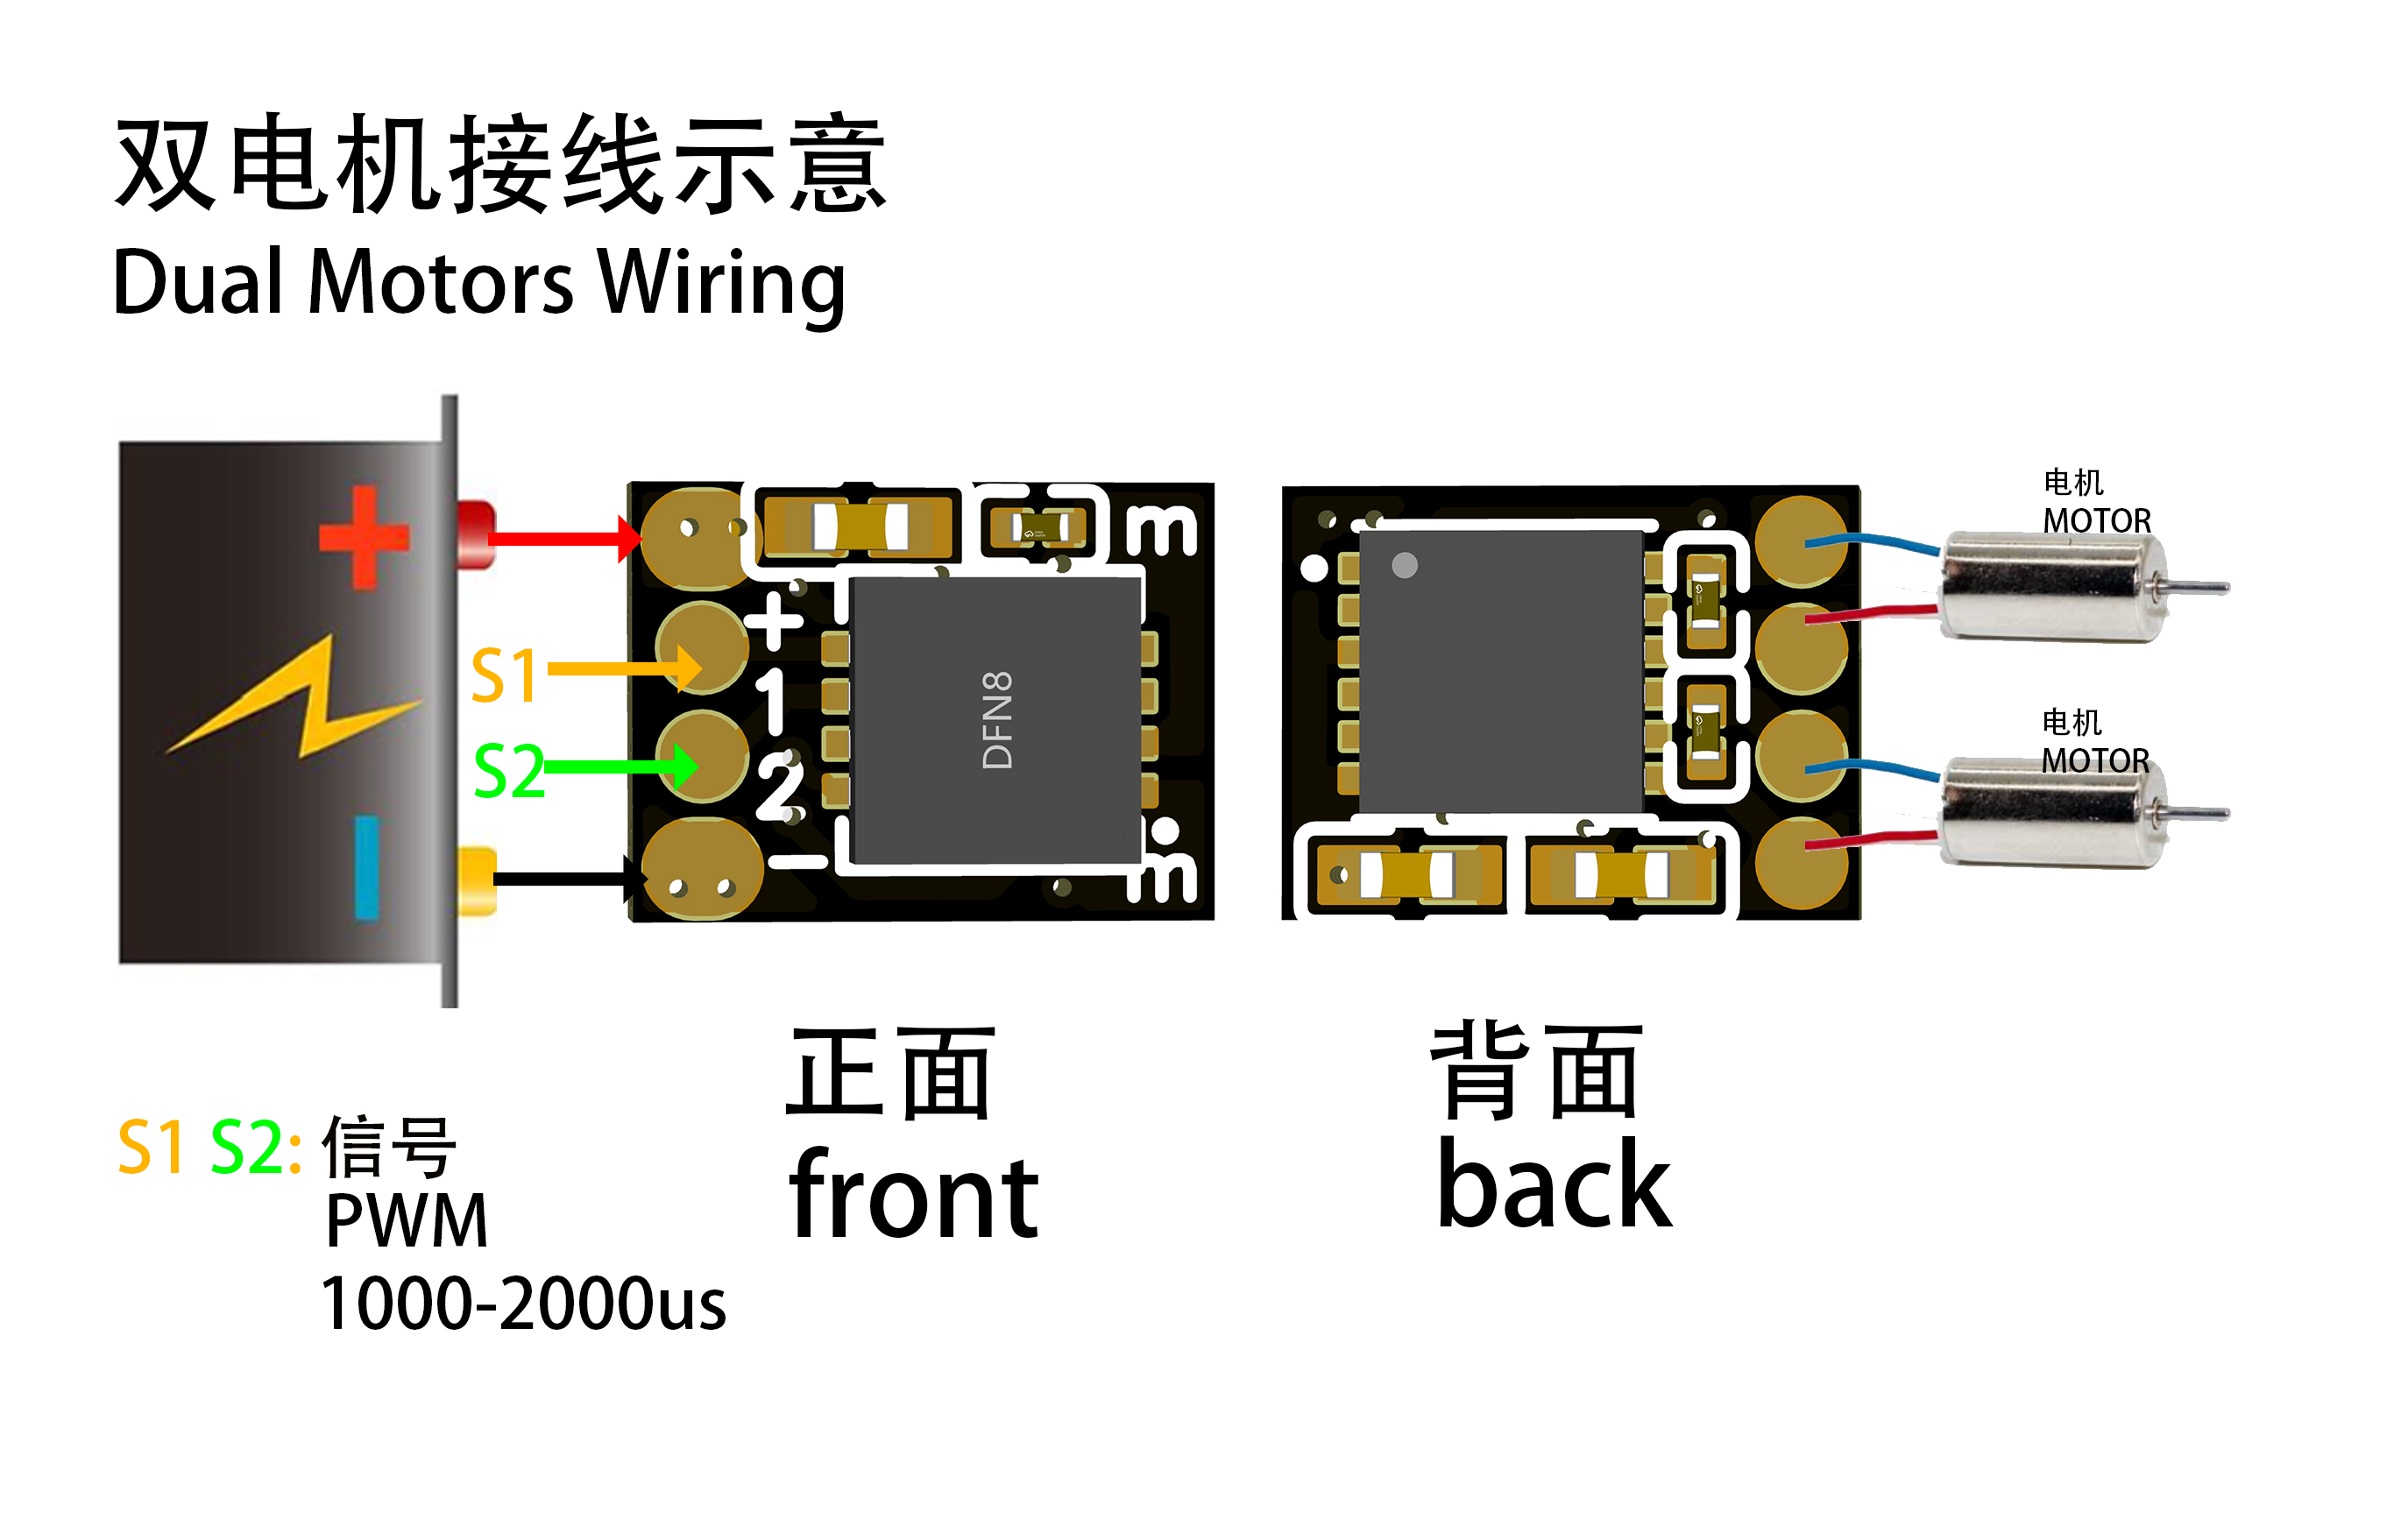 双电机接线示意
Dual Motors Wiring
+
S1
S2
-
+
1
2
-
m
m
DFN8
电机
MOTOR
电机
MOTOR
正面
front
背面
back
S1 S2: 信号
PWM
1000-2000us